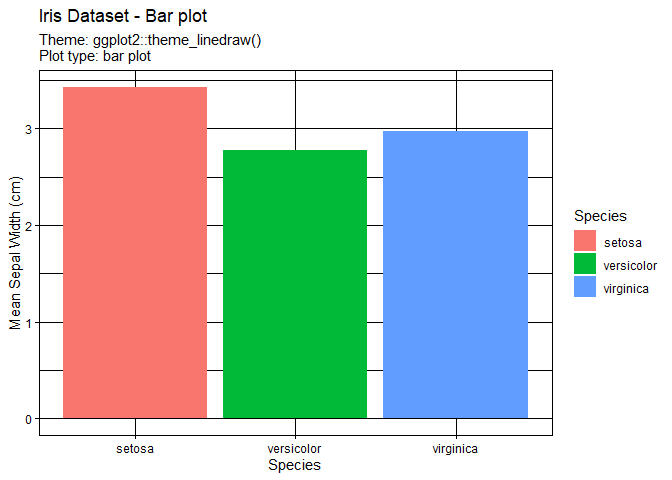 Iris Dataset - Bar plot
Theme: ggplot2::theme_linedraw()
Plot type: bar plot
Mean Sepal Width (cm)
3
2
1
0
setosa
versicolor
virginica
Species
Species
setosa
versicolor
virginica